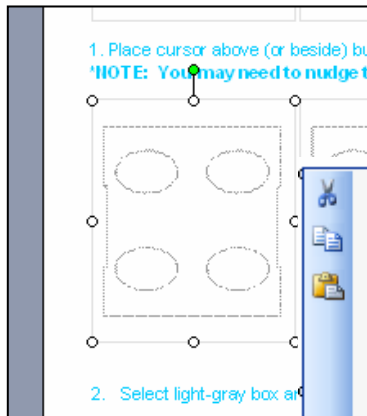 1. Place cursor above (or beside) bu
*NOTE: You may need to nudge t
2. Select light-gray box ar